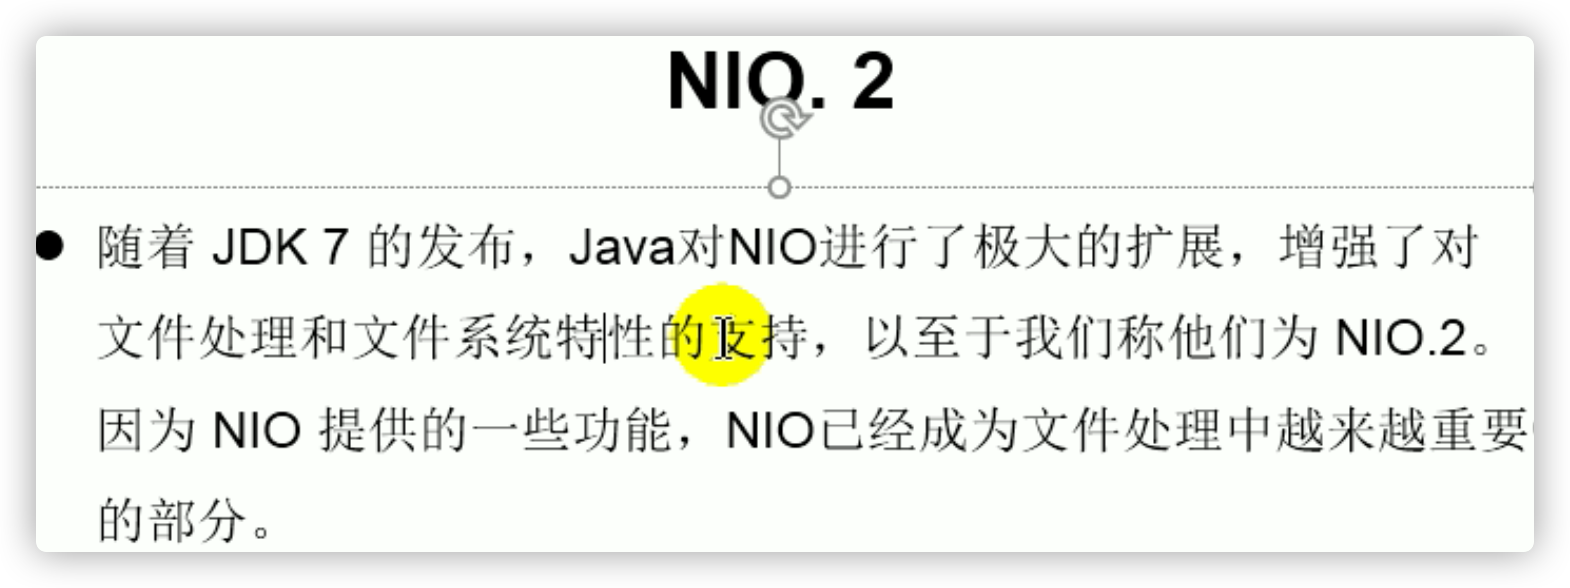 NIO. 2
随着 JDK 7 的发布，Java对NIO进行了极大的扩展，增强了对
文件处理和文件系统特性的支持，以至于我们称他们为 NIO.2。
因为 NIO 提供的一些功能，NIO已经成为文件处理中越来越重要
的部分。